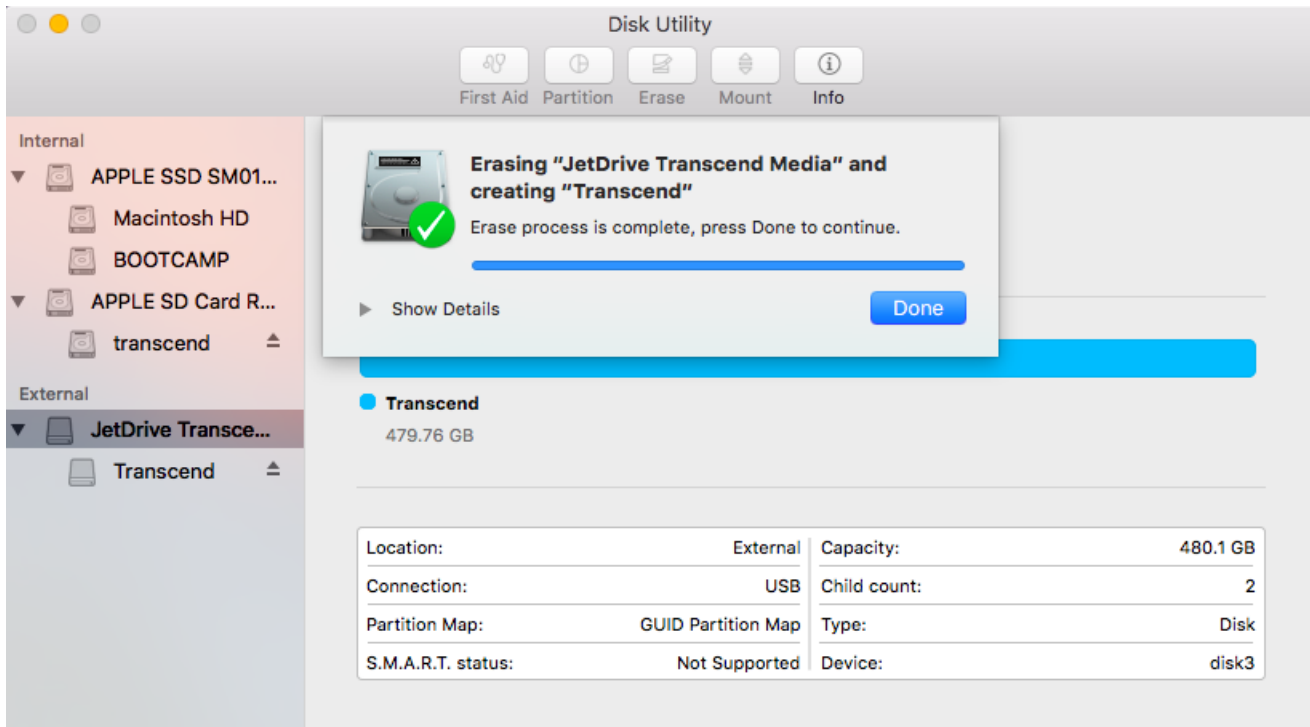 Disk Utility
First Aid Partition Erase Mount Info
Internal
APPLE SSD SM01...
Macintosh HD
BOOTCAMP
APPLE SD Card R...
transcend
External
JetDrive Transce...
Transcend
Erasing “JetDrive Transcend Media” and
creating “Transcend”
Erase process is complete, press Done to continue.
Show Details
Done
Transcend
479.76 GB
Location: External Capacity: 480.1 GB
Connection: USB Child count: 2
Partition Map: GUID Partition Map Type: Disk
S.M.A.R.T. status: Not Supported Device: disk3